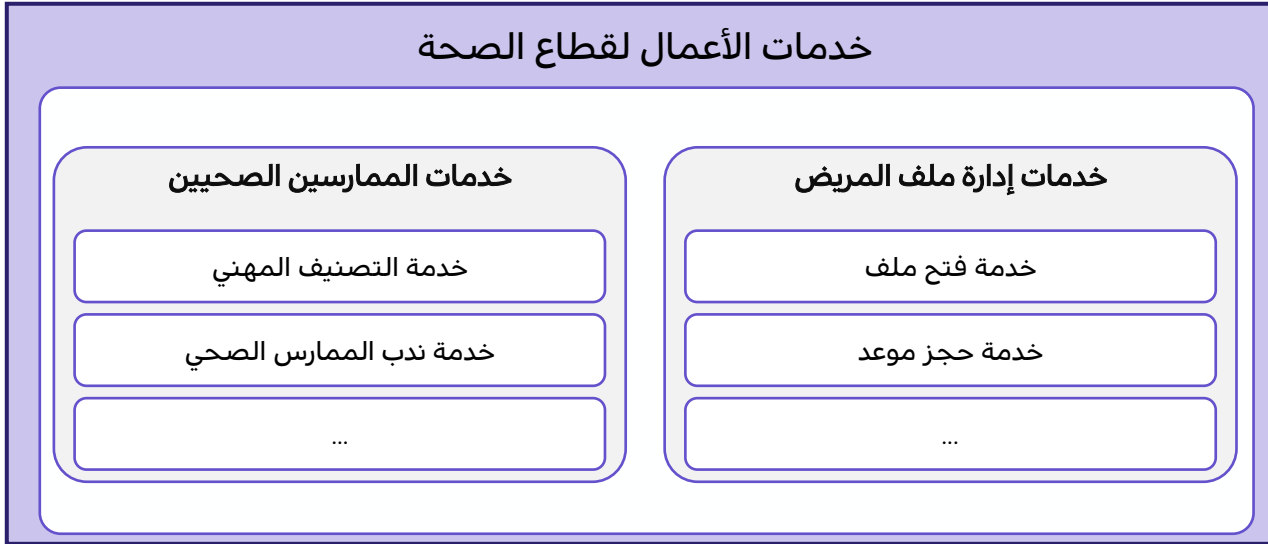 خدمات الأعمال لقطاع الصحة
خدمات إدارة ملف المريض
خدمة فتح ملف
خدمة حجز موعد
...
خدمات الممارسين الصحيين
خدمة التصنيف المهني
خدمة ندب الممارس الصحي
...